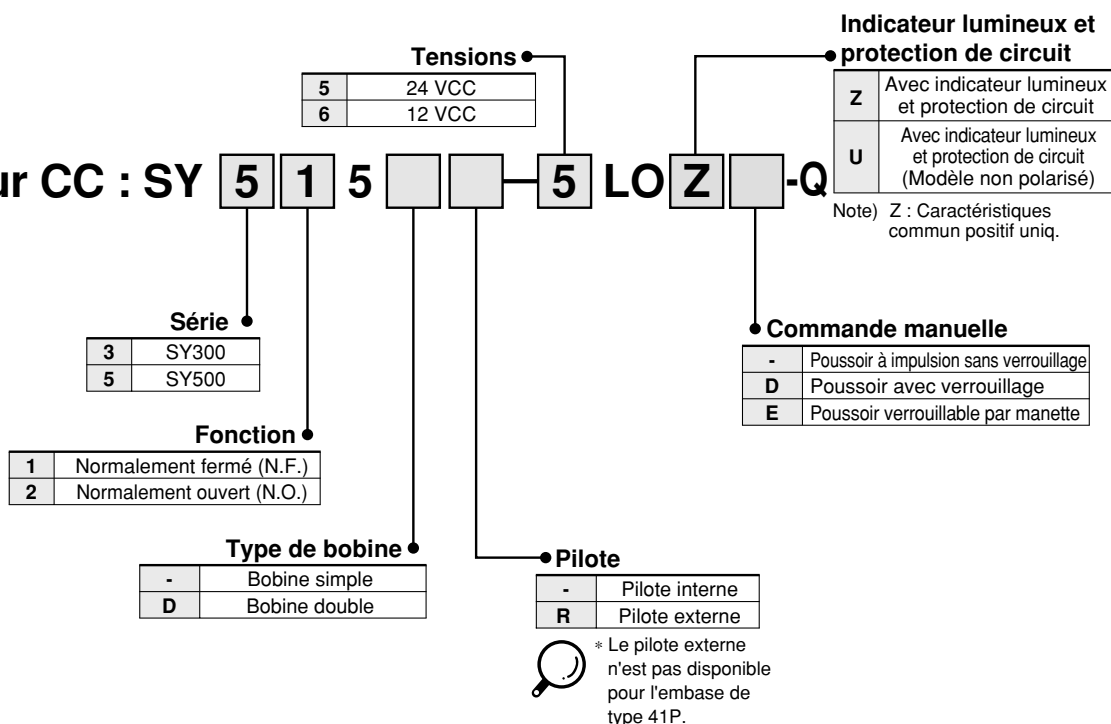 Indicateur lumineux et
protection de circuit
Z Avec indicateur lumineux
et protection de circuit
U Avec indicateur lumineux
et protection de circuit
(Modèle non polarisé)
Note) Z : Caractéristiques
commun positif uniq.
Tensions
5 24 VCC
6 12 VCC
ur CC : SY 5 1 5 - 5 LO Z -Q
Série
3 SY300
5 SY500
Commande manuelle
- Poussoir à impulsion sans verrouillage
D Poussoir avec verrouillage
E Poussoir verrouillable par manette
Fonction
1 Normalement fermé (N.F.)
2 Normalement ouvert (N.O.)
Type de bobine
- Bobine simple
D Bobine double
Pilote
- Pilote interne
R Pilote externe
* Le pilote externe
n'est pas disponible
pour l'embase de
type 41P.